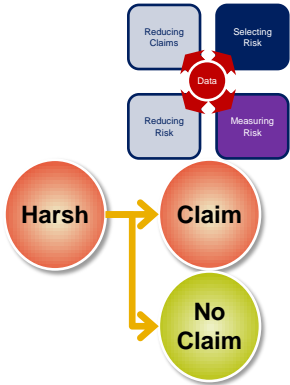 Reducing
Claims
Selecting
Risk
Data
Reducing
Risk
Measuring
Risk
Harsh
Claim
No
Claim